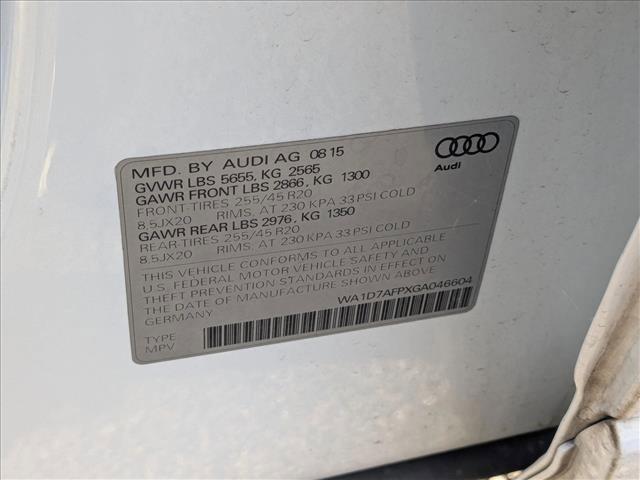 MFD. BY AUDI AG 08 15
GVWR LBS 5655, KG 2565
GAWR FRONT LBS 2866, KG 1300
FRONT-TIRES 255/45 R20
8,5JX20 RIMS, AT 230 KPA 33 PSI COLD
GAWR REAR LBS 2976, KG 1350
REAR-TIRES 255/45 R20
8,5JX20 RIMS, AT 230 KPA 33 PSI COLD
THIS VEHICLE CONFORMS TO ALL APPLICABLE
U.S. FEDERAL MOTOR VEHICLE SAFETY AND
THEFT PREVENTION STANDARDS IN EFFECT ON
THE DATE OF MANUFACTURE SHOWN ABOVE.
GERMANY
WA1D7AFPXGA046604
TYPE
MPV
Audi